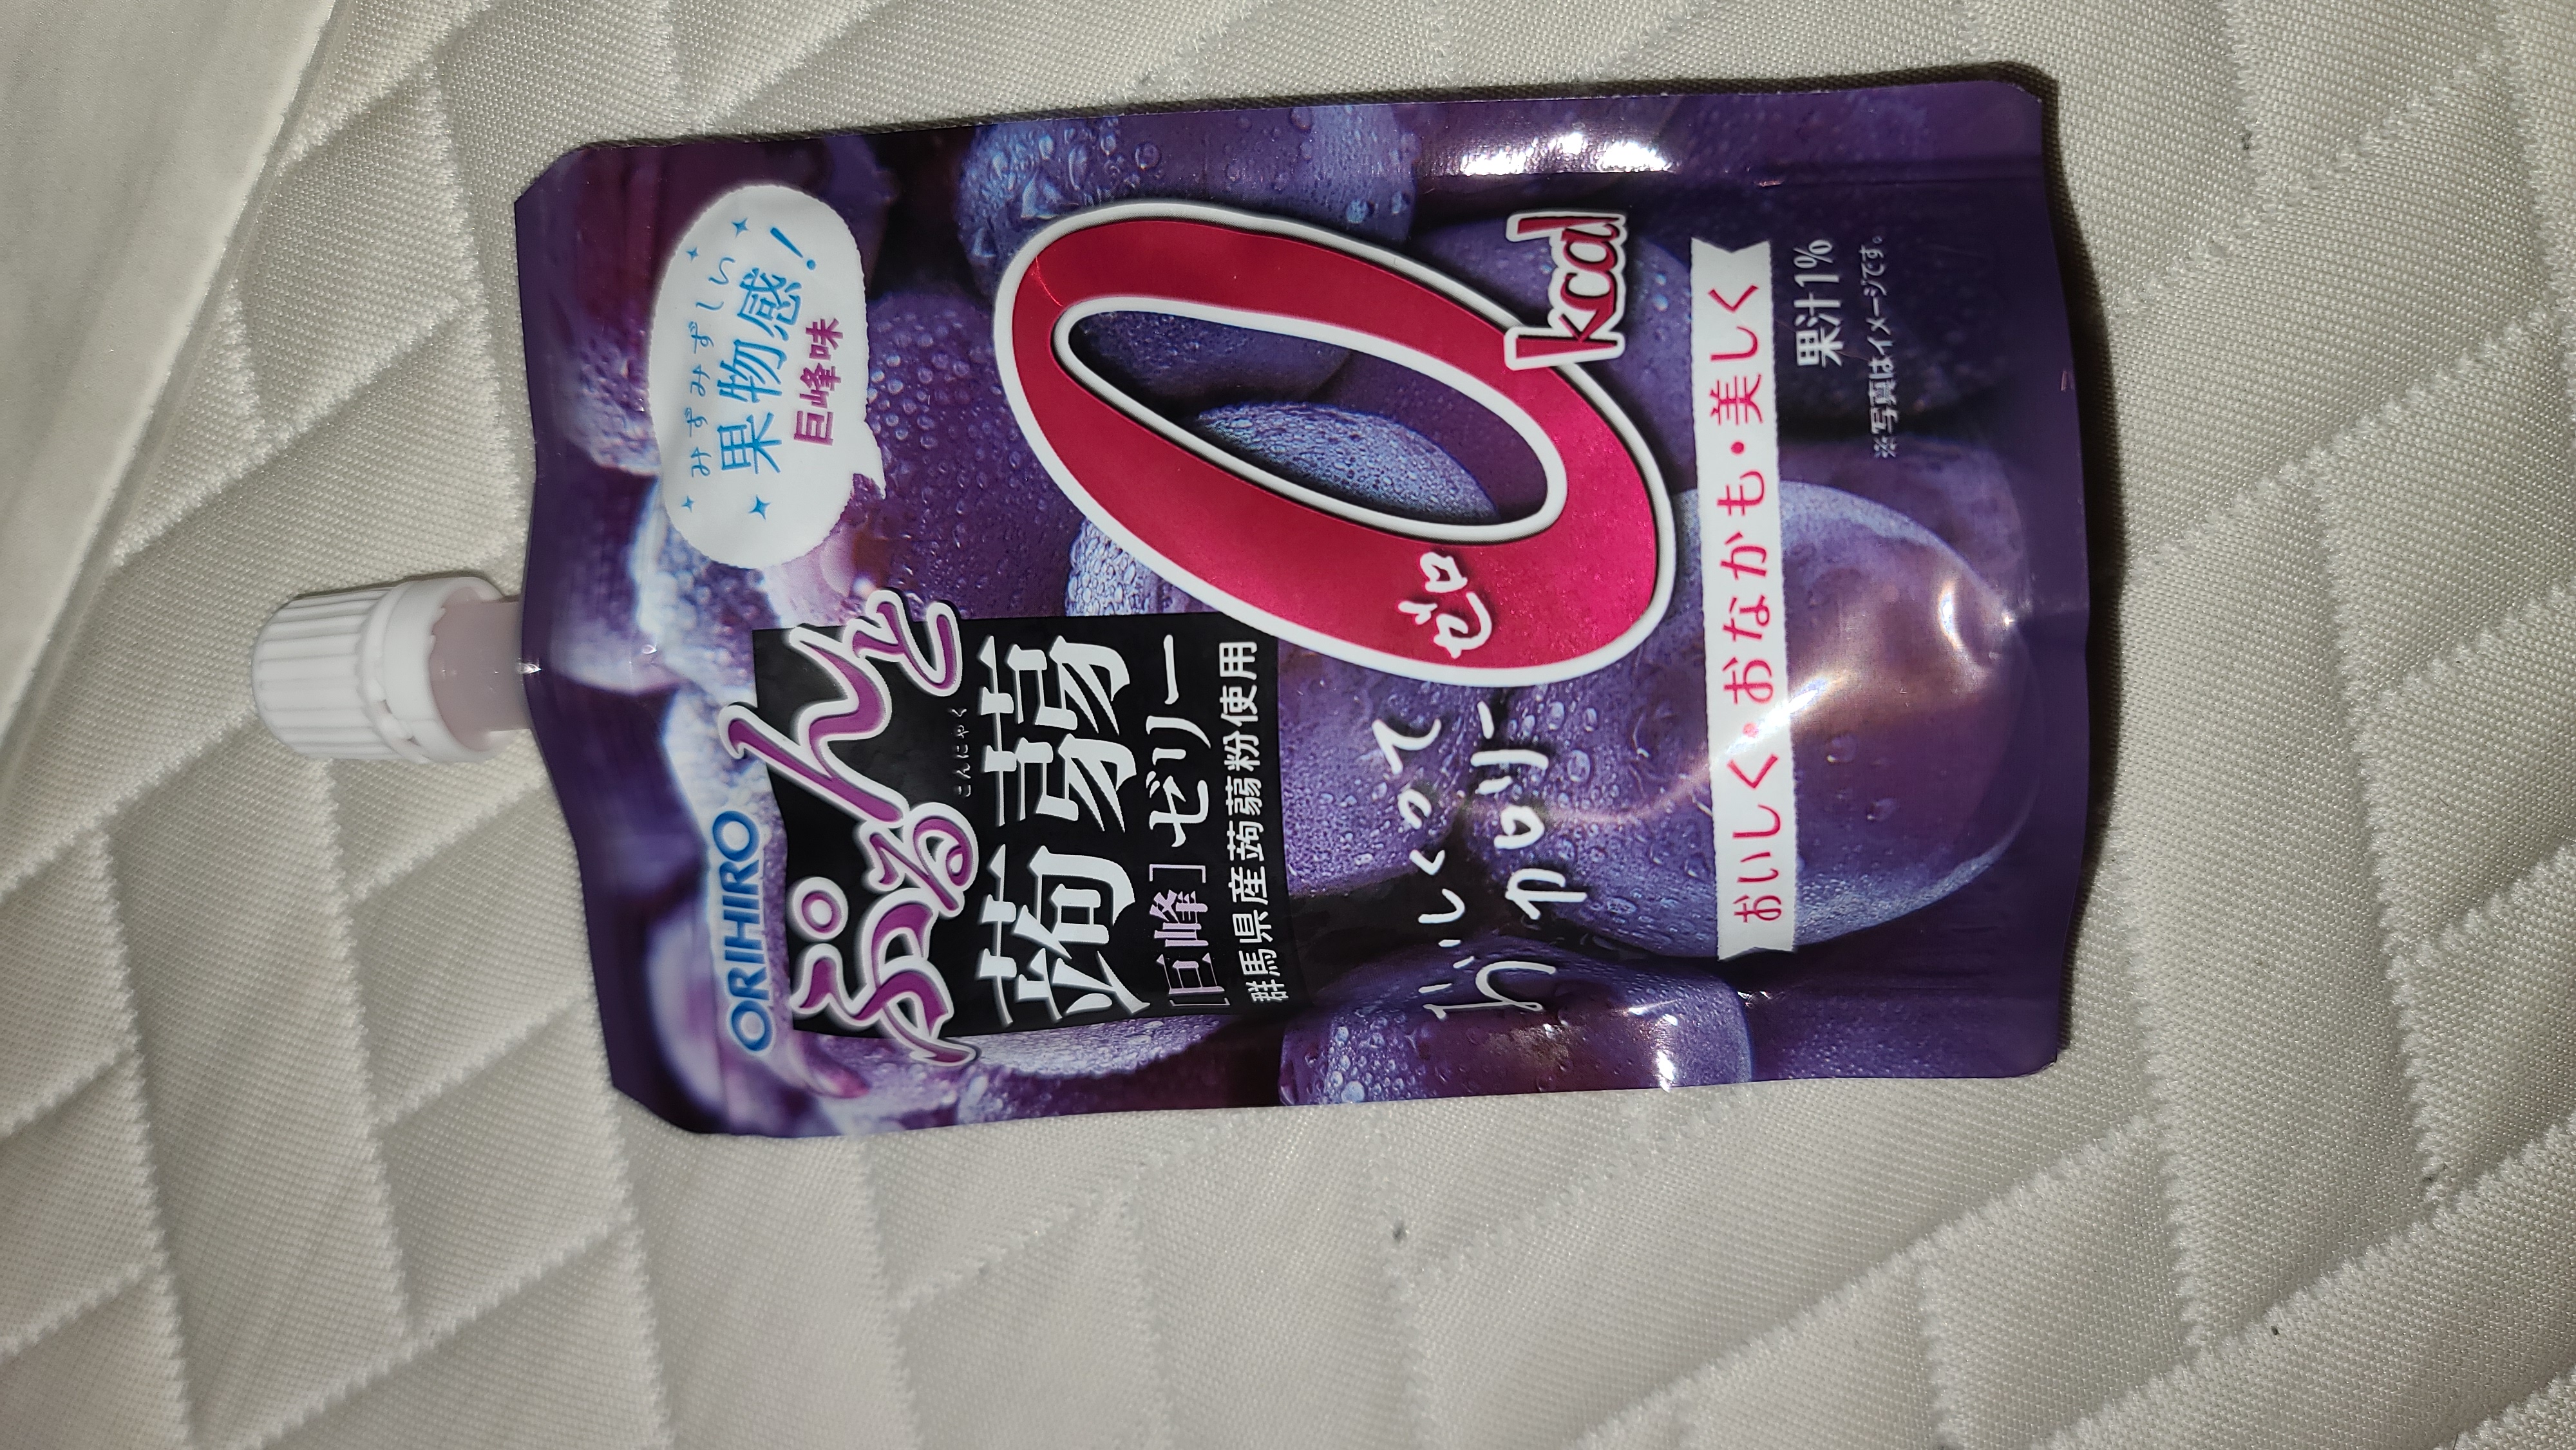 ORIHIRO
みずみずしい
果物感!
巨峰味
ぷるんと
こんにゃく
蒟蒻
[巨峰]ゼリー
群馬県産蒟蒻粉使用
おいしくって
カロリー
ゼロ
0kcal
おいしく・おなかも・美しく
果汁1%
※写真はイメージです。